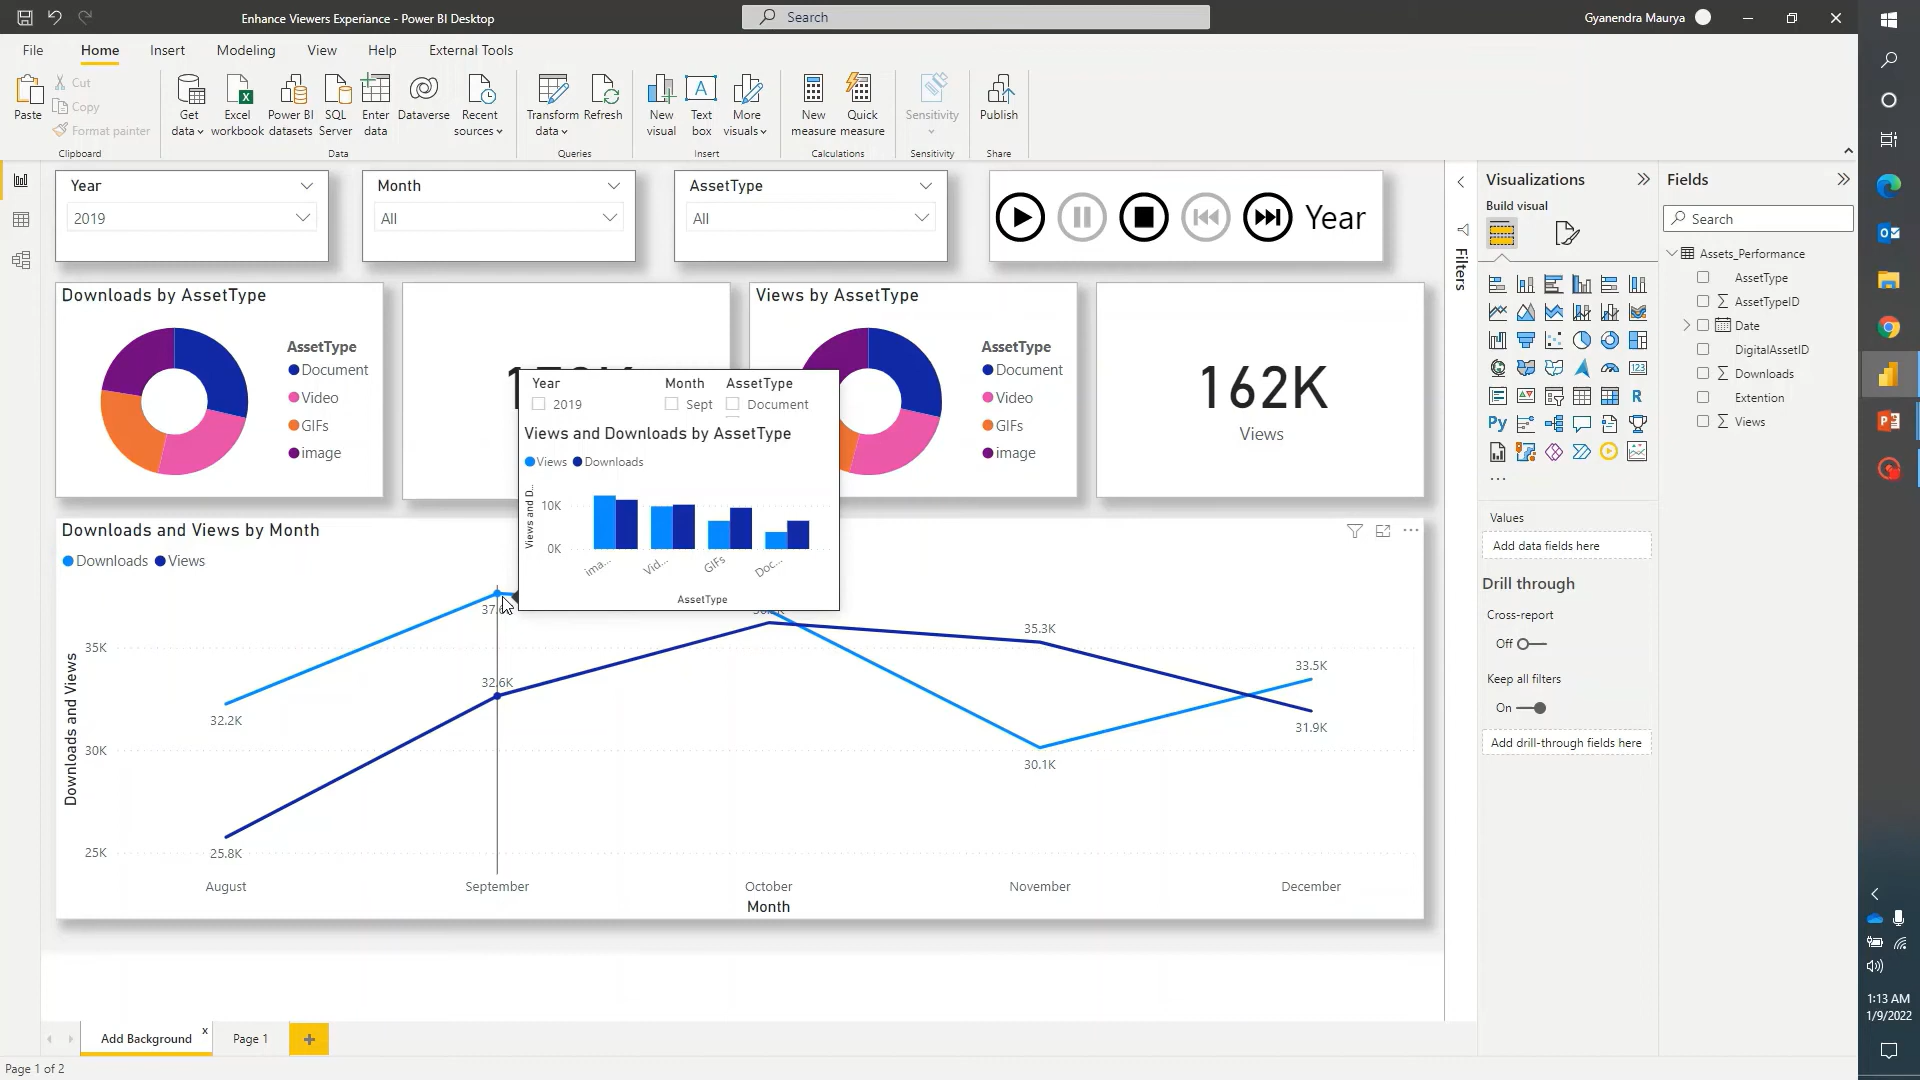 Enhance Viewers Experiance - Power BI Desktop
Search
Gyanendra Maurya
File Home Insert Modeling View Help External Tools
Paste
Cut
Copy
Format painter
Clipboard
Get data
Excel workbook
Power BI datasets
SQL Server
Enter data
Dataverse
Recent sources
Data
Transform data
Refresh
Queries
New visual
Text box
More visuals
Insert
New measure
Quick measure
Calculations
Sensitivity
Sensitivity
Publish
Share
Year
2019
Month
All
AssetType
All
Year
Downloads by AssetType
AssetType
Document
Video
GIFs
image
Views by AssetType
AssetType
Document
Video
GIFs
image
162K
Views
Year Month AssetType
2019 Sept Document
Views and Downloads by AssetType
Views Downloads
Views and D...
10K
0K
ima... Vid... GIFs Doc...
AssetType
Downloads and Views by Month
Downloads Views
Downloads and Views
35K
30K
25K
32.2K
25.8K
32.6K
35.3K
30.1K
33.5K
31.9K
August September October November December
Month
Filters
Visualizations
Build visual
R
Py
123
...
Values
Add data fields here
Drill through
Cross-report
Off
Keep all filters
On
Add drill-through fields here
Fields
Search
Assets_Performance
AssetType
AssetTypeID
Date
DigitalAssetID
Downloads
Extention
Views
Add Background x
Page 1
+
Page 1 of 2
1:13 AM
1/9/2022